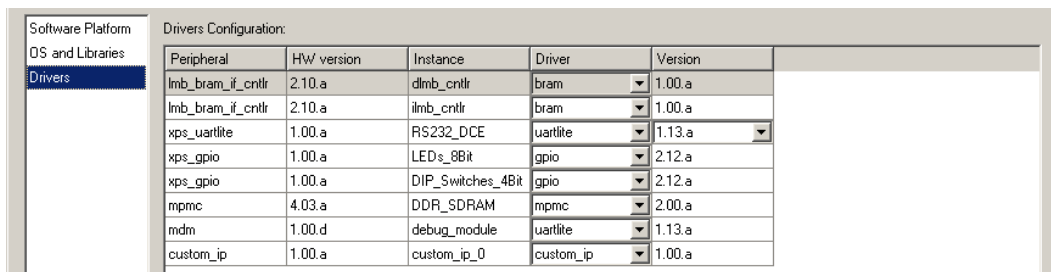 Software Platform
OS and Libraries
Drivers
Drivers Configuration:
Peripheral HW version Instance Driver Version
lmb_bram_if_cntlr 2.10.a dlmb_cntlr bram 1.00.a
lmb_bram_if_cntlr 2.10.a ilmb_cntlr bram 1.00.a
xps_uartlite 1.00.a RS232_DCE uartlite 1.13.a
xps_gpio 1.00.a LEDs_8Bit gpio 2.12.a
xps_gpio 1.00.a DIP_Switches_4Bit gpio 2.12.a
mpmc 4.03.a DDR_SDRAM mpmc 2.00.a
mdm 1.00.d debug_module uartlite 1.13.a
custom_ip 1.00.a custom_ip_0 custom_ip 1.00.a